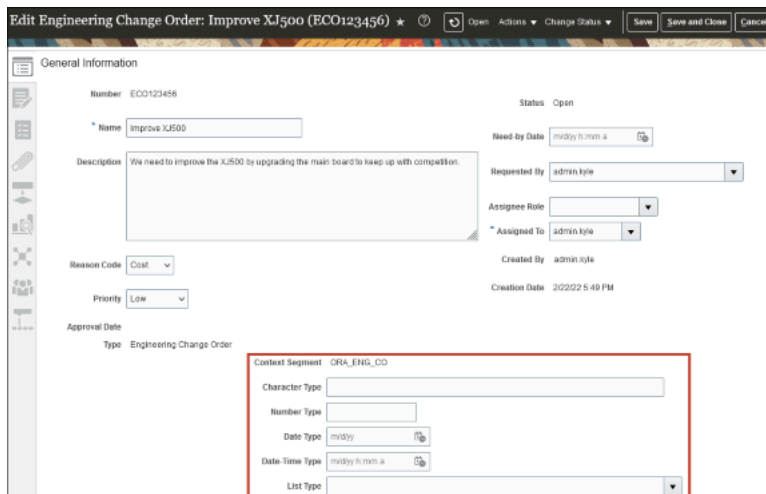 Edit Engineering Change Order: Improve XJ500 (ECO123456) Open Actions Change Status Save Save and Close Cance
General Information
Number ECO123456
Status Open
* Name Improve XJ500
Need-by Date m/d/yy h:mm a
Description We need to improve the XJ500 by upgrading the main board to keep up with competition.
Requested By admin.kyle
Assignee Role
* Assigned To admin.kyle
Created By admin.kyle
Reason Code Cost
Creation Date 2/22/22 5:49 PM
Priority Low
Approval Date
Type Engineering Change Order
Context Segment ORA_ENG_CO
Character Type
Number Type
Date Type m/d/yy
Date-Time Type m/d/yy h:mm a
List Type